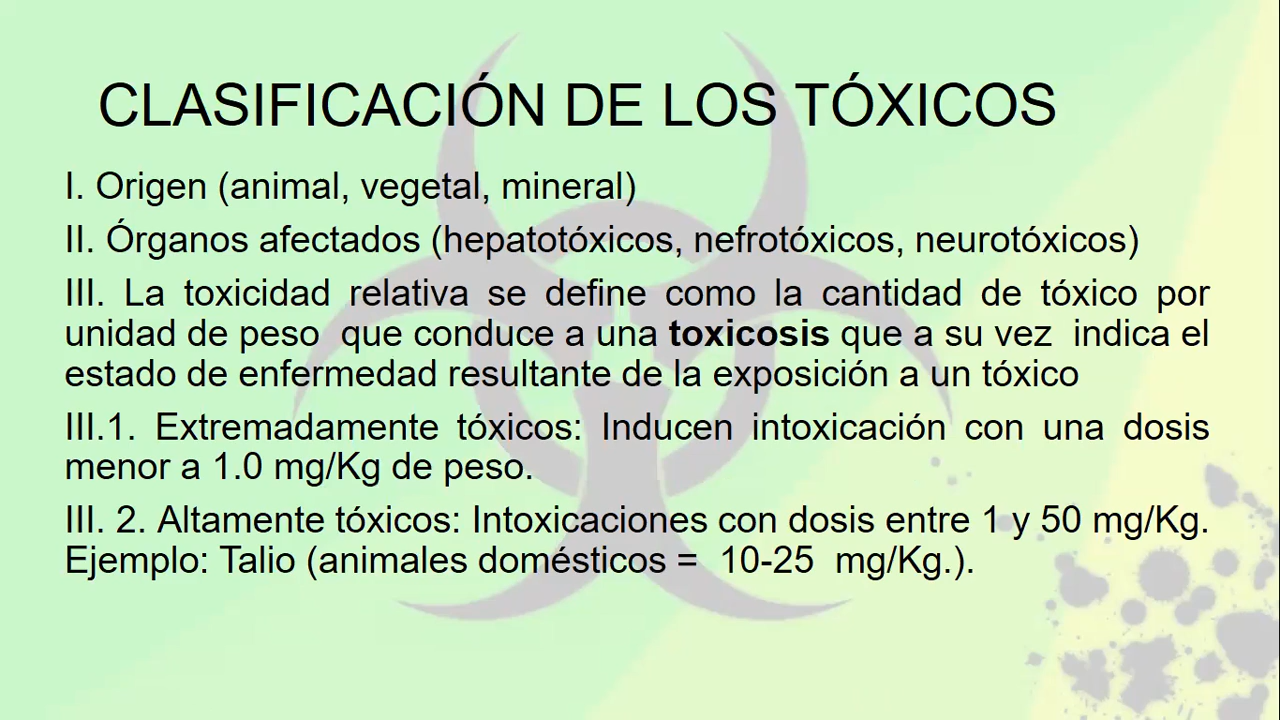 CLASIFICACIÓN DE LOS TÓXICOS
I. Origen (animal, vegetal, mineral)
II. Órganos afectados (hepatotóxicos, nefrotóxicos, neurotóxicos)
III. La toxicidad relativa se define como la cantidad de tóxico por
unidad de peso que conduce a una toxicosis que a su vez indica el
estado de enfermedad resultante de la exposición a un tóxico
III.1. Extremadamente tóxicos: Inducen intoxicación con una dosis
menor a 1.0 mg/Kg de peso.
III. 2. Altamente tóxicos: Intoxicaciones con dosis entre 1 y 50 mg/Kg.
Ejemplo: Talio (animales domésticos = 10-25 mg/Kg.).